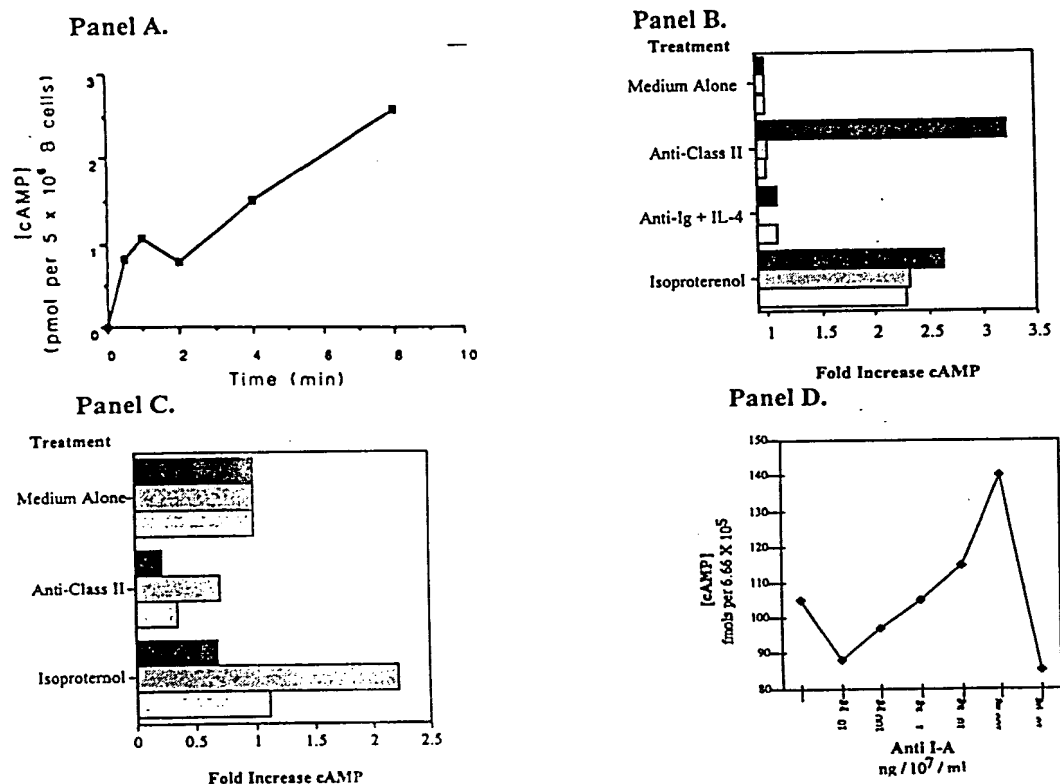 Panel A.
[cAMP]
(pmol per 5 x 10⁶ B cells)
3
2
1
0
0
2
4
6
8
10
Time (min)
Panel B.
Treatment
Medium Alone
Anti-Class II
Anti-Ig + IL-4
Isoproterenol
1
1.5
2
2.5
3
3.5
Fold Increase cAMP
Panel C.
Treatment
Medium Alone
Anti-Class II
Isoproternol
0
0.5
1
1.5
2
2.5
Fold Increase cAMP
Panel D.
[cAMP]
fmols per 6.66 X 10⁵
150
140
130
120
110
100
90
80
Anti I-A
ng / 10⁷ / ml